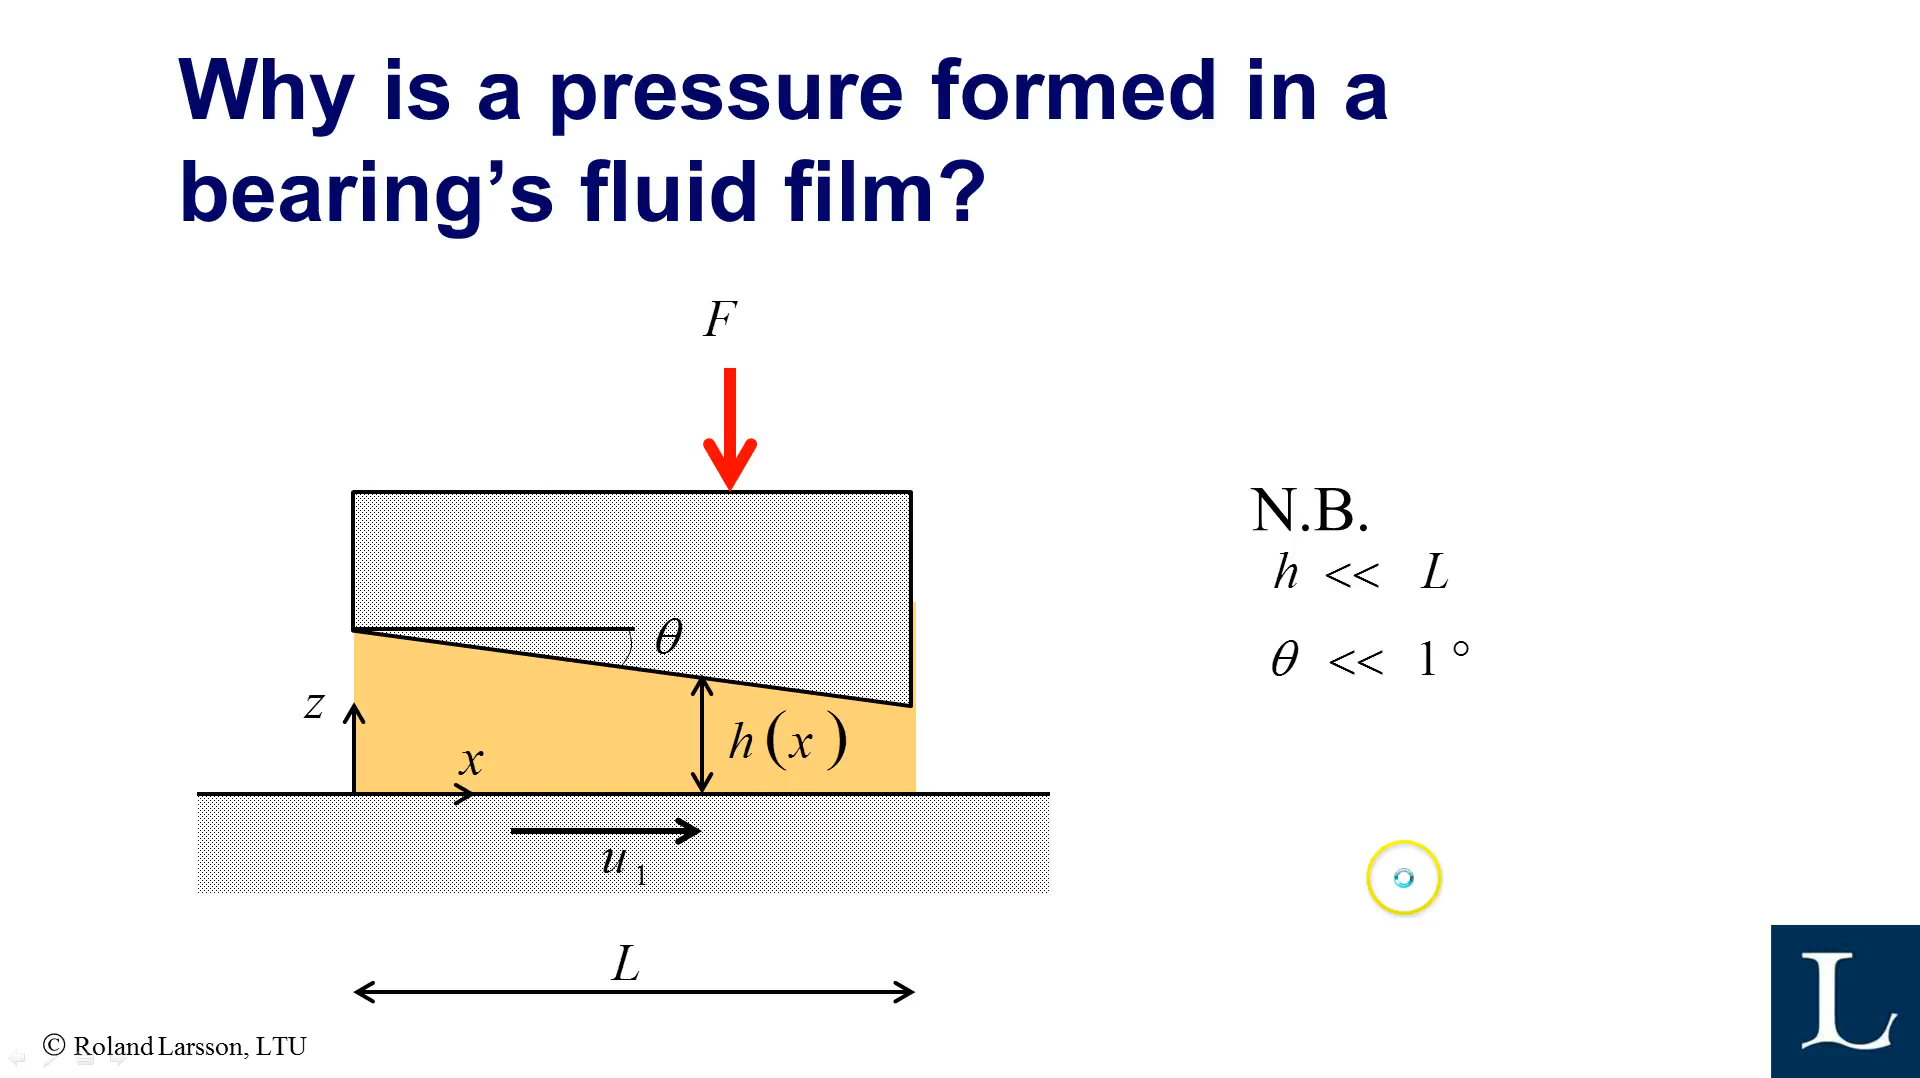 Why is a pressure formed in a
bearing’s fluid film?
F
N.B.
h << L
θ << 1°
θ
z
x
h(x)
u1
L
© Roland Larsson, LTU
L